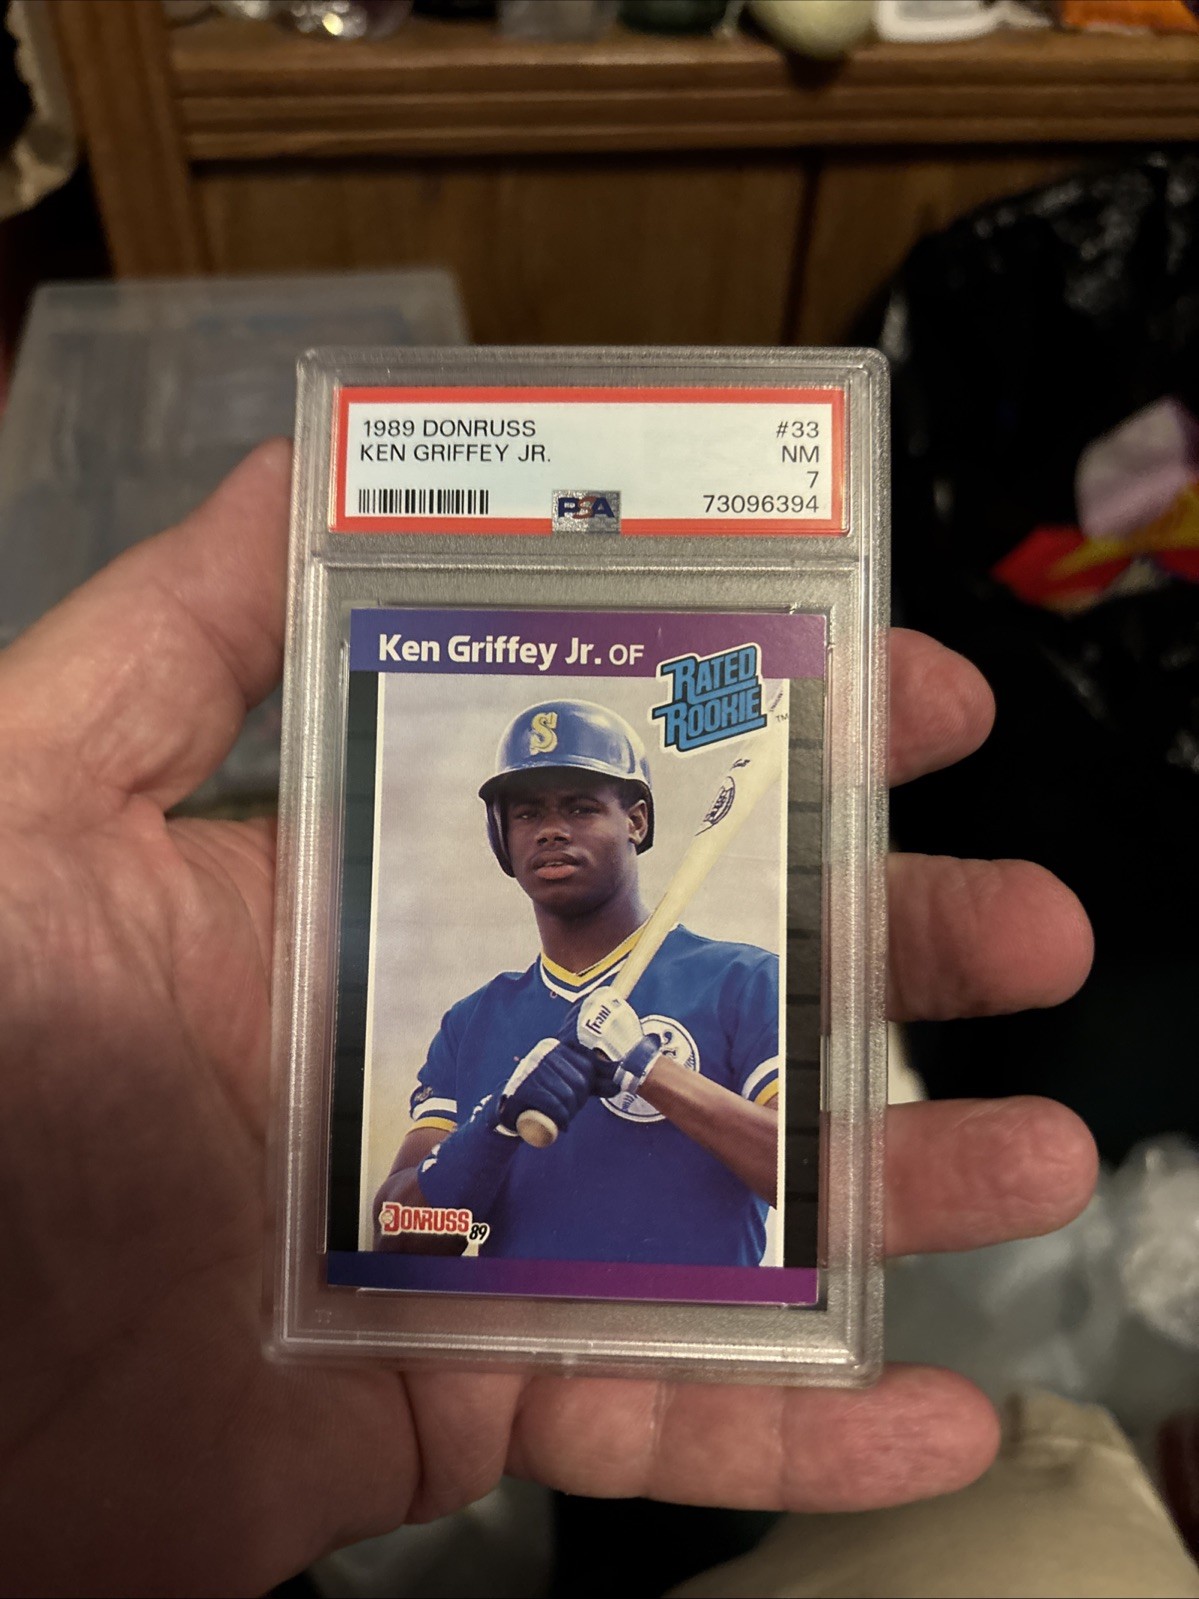 1989 DONRUSS #33
KEN GRIFFEY JR. NM
7
PSA 73096394
Ken Griffey Jr. OF
RATED
ROOKIE
TM
S
DONRUSS
89